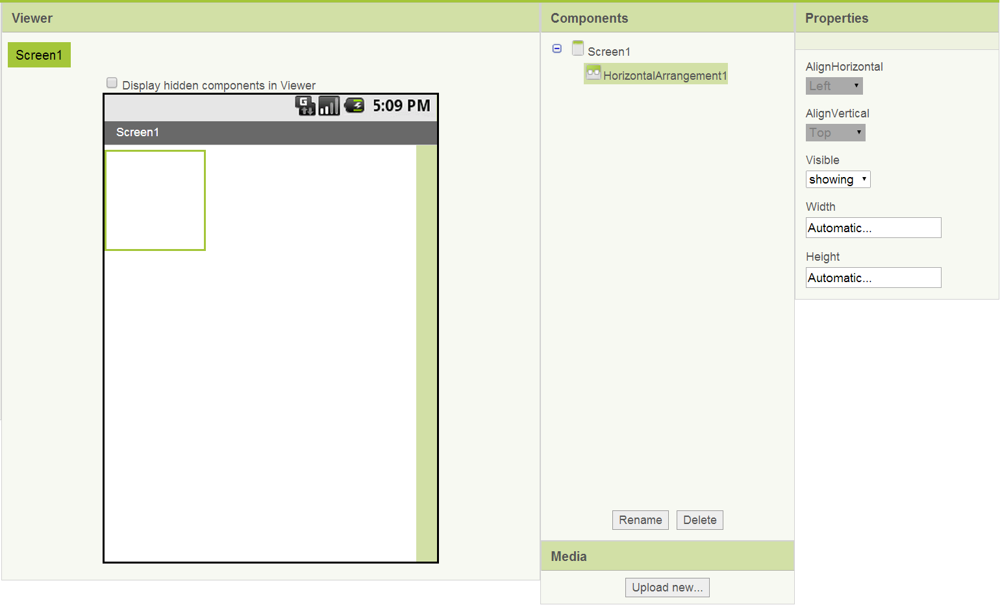 Viewer
Screen1
Display hidden components in Viewer
G 5:09 PM
Screen1
Components
Screen1
HorizontalArrangement1
Rename Delete
Media
Upload new...
Properties
AlignHorizontal
Left
AlignVertical
Top
Visible
showing
Width
Automatic...
Height
Automatic...